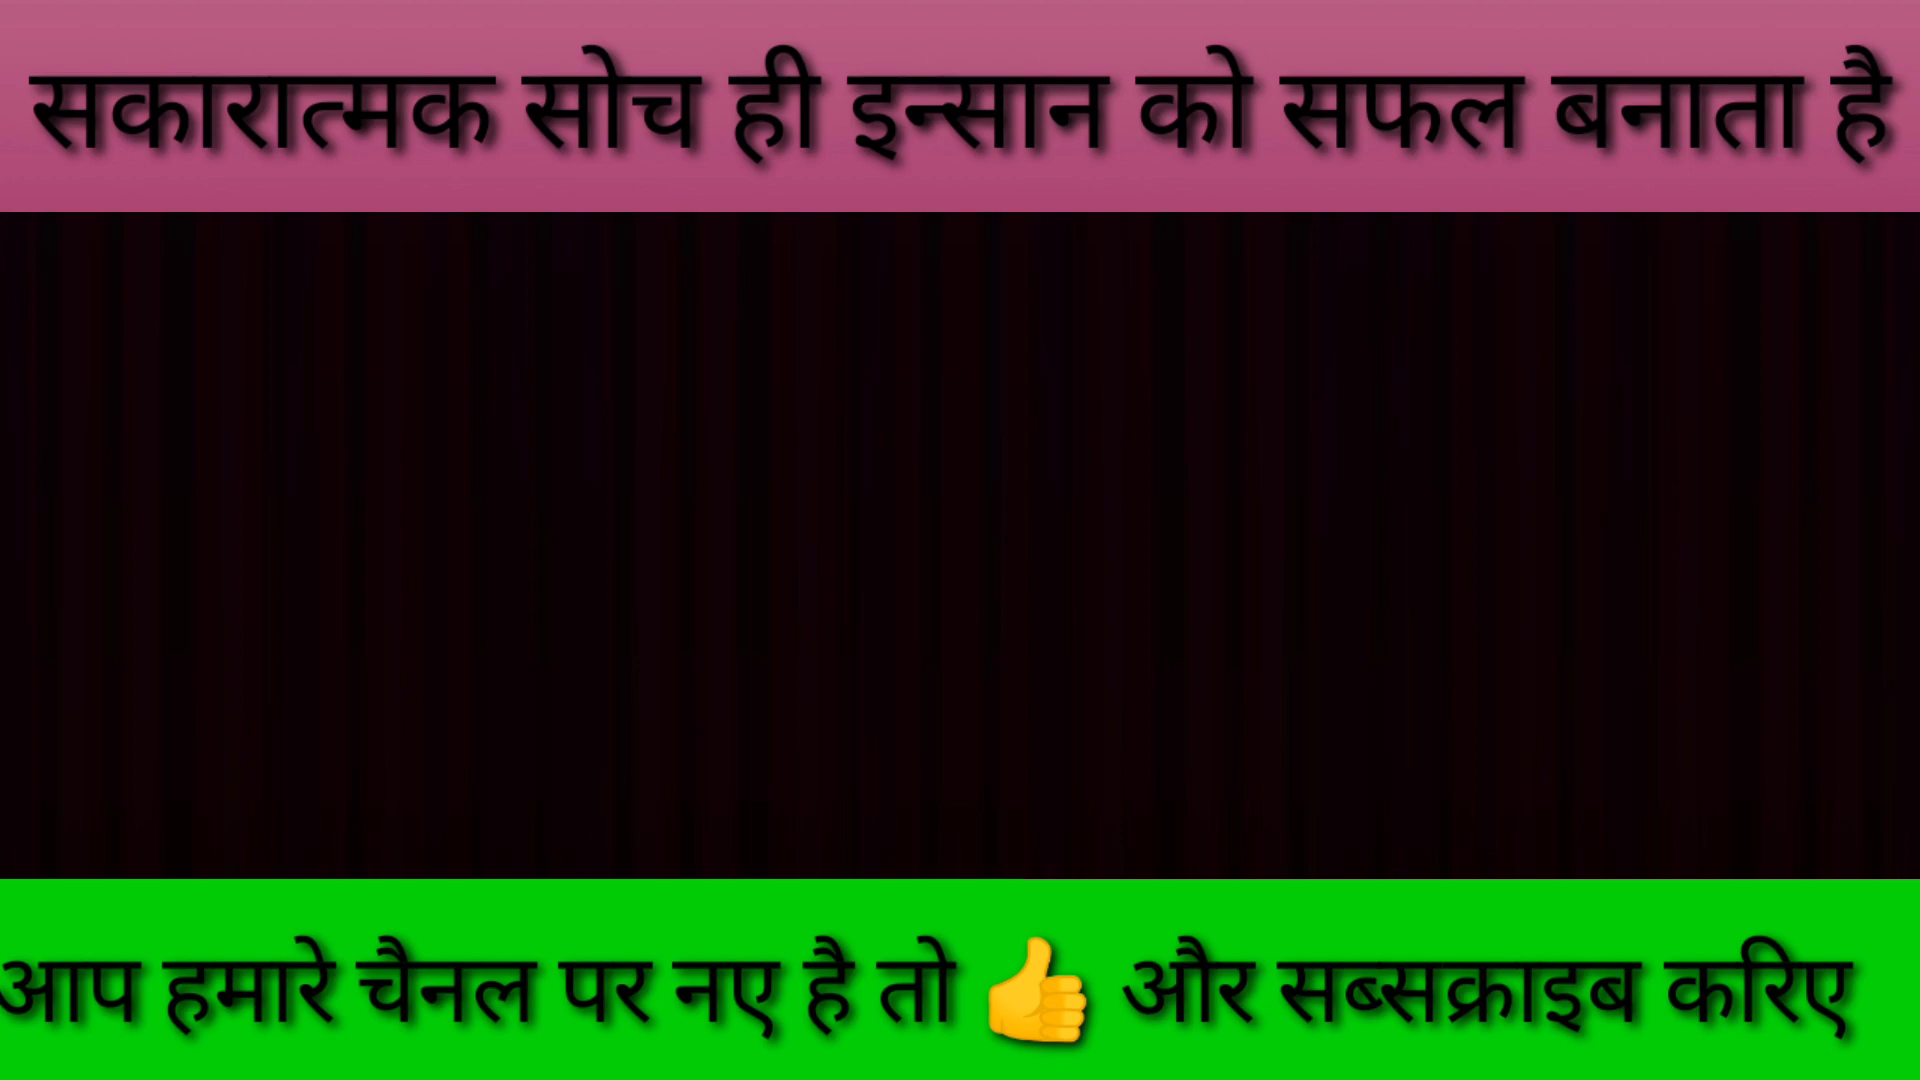 सकारात्मक सोच ही इन्सान को सफल बनाता है
आप हमारे चैनल पर नए है तो 👍 और सब्सक्राइब करिए